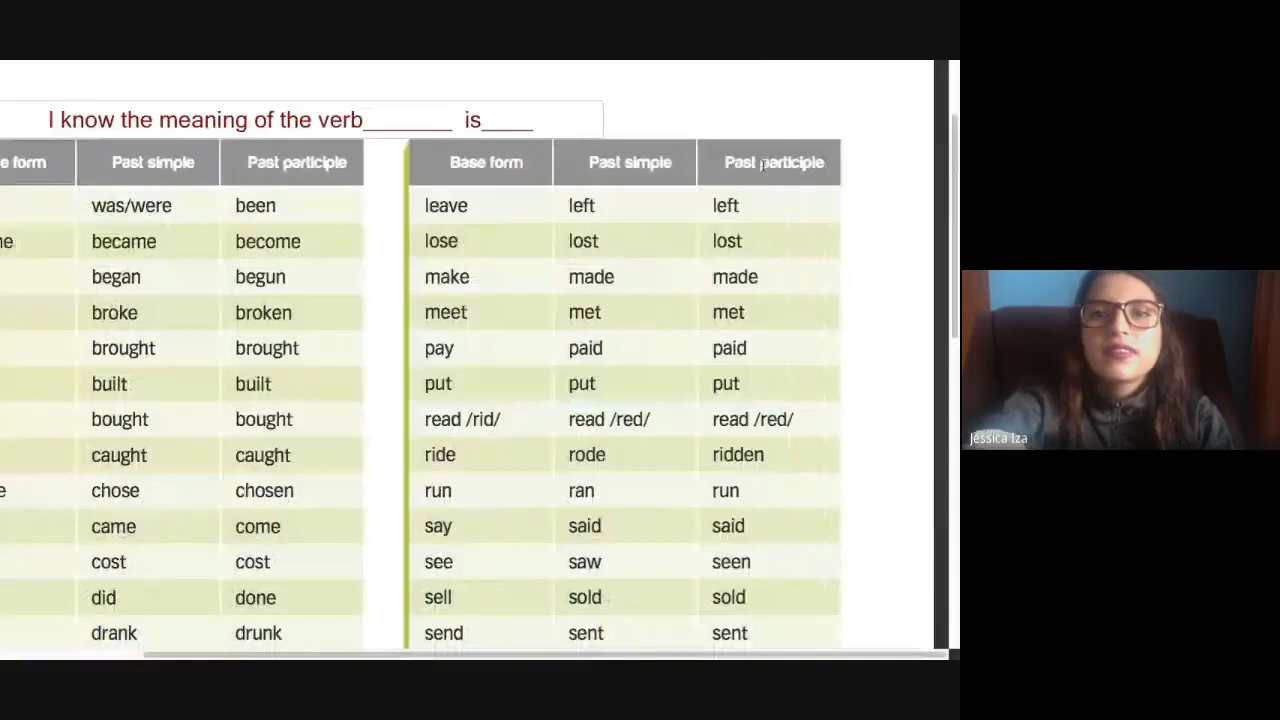 I know the meaning of the verb_______ is____
e form Past simple Past participle Base form Past simple Past participle
was/were been leave left left
ne became become lose lost lost
began begun make made made
broke broken meet met met
brought brought pay paid paid
built built put put put
bought bought read /rid/ read /red/ read /red/
caught caught ride rode ridden
e chose chosen run ran run
came come say said said
cost cost see saw seen
did done sell sold sold
drank drunk send sent sent
Jessica Iza